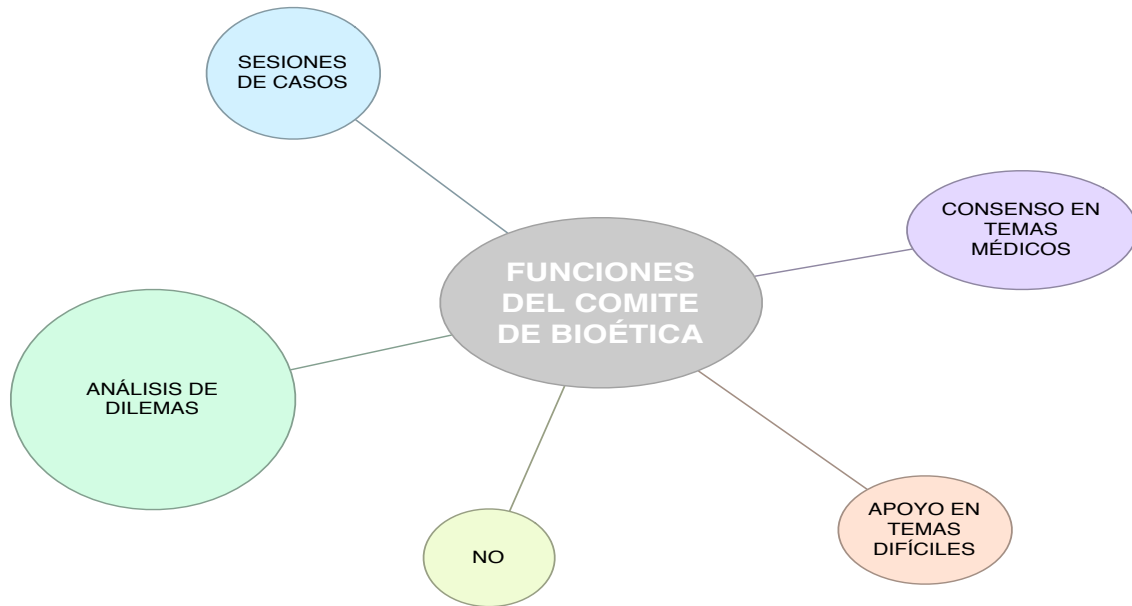 SESIONES
DE CASOS
CONSENSO EN
TEMAS
MÉDICOS
FUNCIONES
DEL COMITE
DE BIOÉTICA
ANÁLISIS DE
DILEMAS
NO
APOYO EN
TEMAS
DIFÍCILES